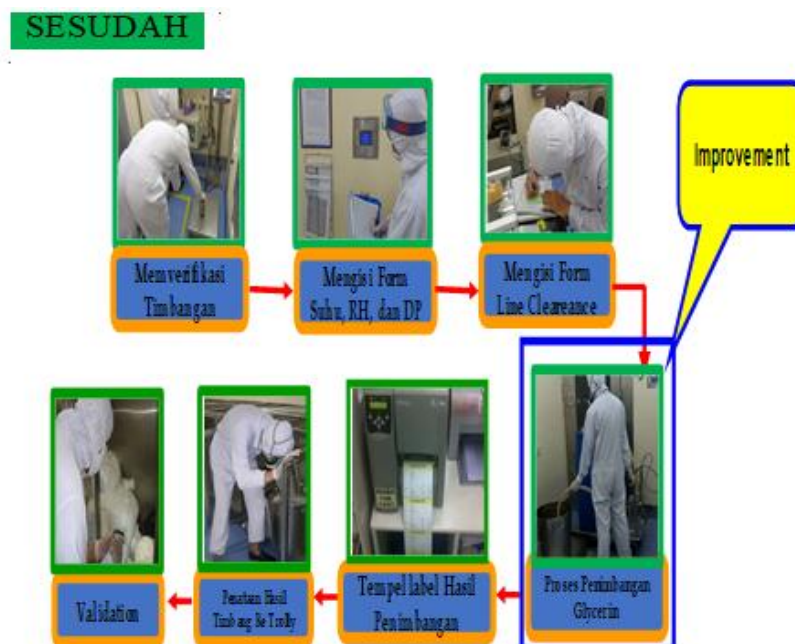 SESUDAH
Improvement
Memverifikasi
Timbangan
Mengisi Form
Suhu, RH, dan DP
Mengisi Form
Line Cleareance
Proses Penimbangan
Glycerin
Tempel label Hasil
Penimbangan
Penataan Hasil
Timbang Ke Trolly
Validation